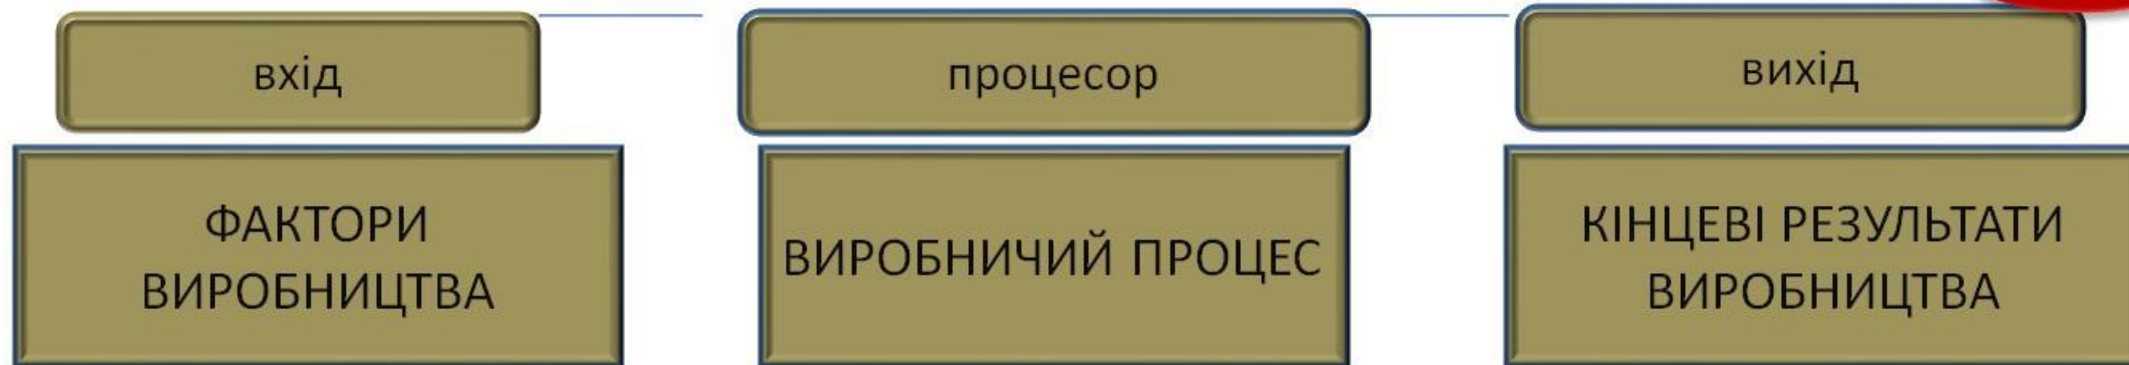 вхід
процесор
вихід
ФАКТОРИ
ВИРОБНИЦТВА
ВИРОБНИЧИЙ ПРОЦЕС
КІНЦЕВІ РЕЗУЛЬТАТИ
ВИРОБНИЦТВА